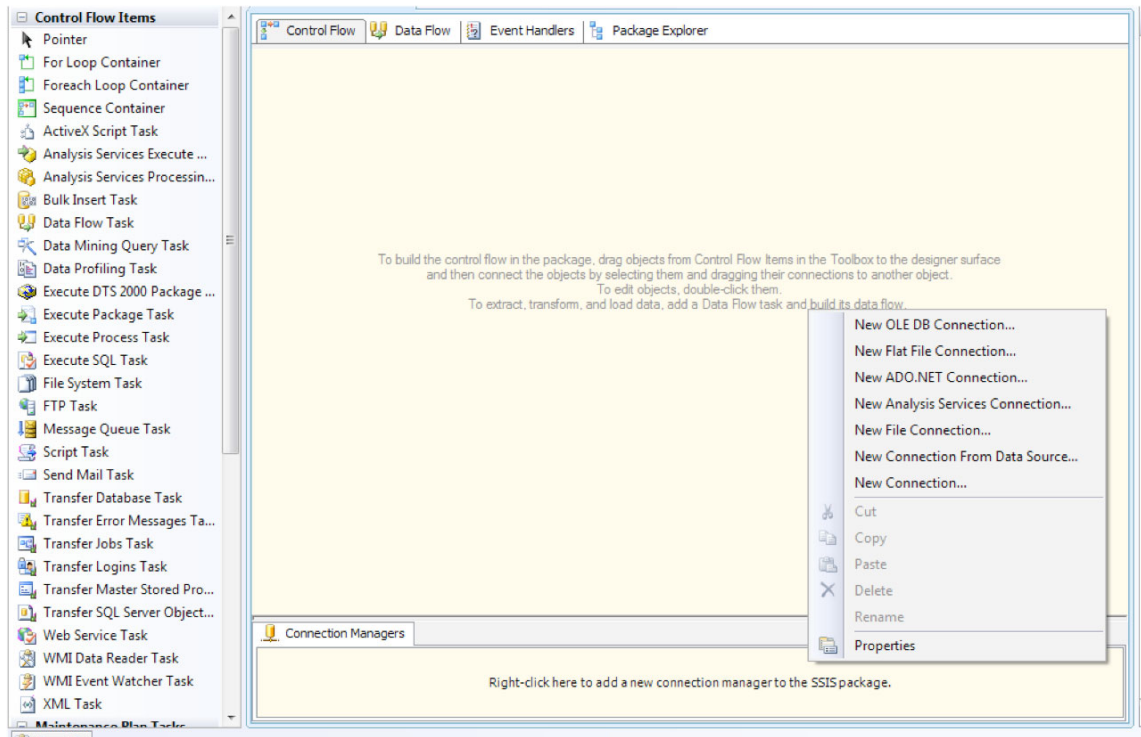 Control Flow Items
Pointer
For Loop Container
Foreach Loop Container
Sequence Container
ActiveX Script Task
Analysis Services Execute ...
Analysis Services Processin...
Bulk Insert Task
Data Flow Task
Data Mining Query Task
Data Profiling Task
Execute DTS 2000 Package ...
Execute Package Task
Execute Process Task
Execute SQL Task
File System Task
FTP Task
Message Queue Task
Script Task
Send Mail Task
Transfer Database Task
Transfer Error Messages Ta...
Transfer Jobs Task
Transfer Logins Task
Transfer Master Stored Pro...
Transfer SQL Server Object...
Web Service Task
WMI Data Reader Task
WMI Event Watcher Task
XML Task
Maintenance Plan Tasks
Control Flow
Data Flow
Event Handlers
Package Explorer
To build the control flow in the package, drag objects from Control Flow Items in the Toolbox to the designer surface
and then connect the objects by selecting them and dragging their connections to another object.
To edit objects, double-click them.
To extract, transform, and load data, add a Data Flow task and build its data flow.
New OLE DB Connection...
New Flat File Connection...
New ADO.NET Connection...
New Analysis Services Connection...
New File Connection...
New Connection From Data Source...
New Connection...
Cut
Copy
Paste
Delete
Rename
Properties
Connection Managers
Right-click here to add a new connection manager to the SSIS package.